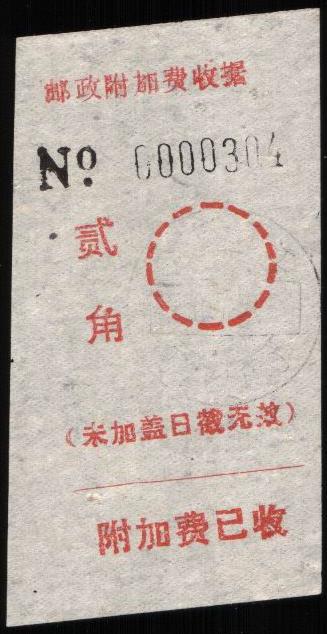 邮政附加费收据
Nº 0000304
贰
角
（未加盖日戳无效）
附加费已收